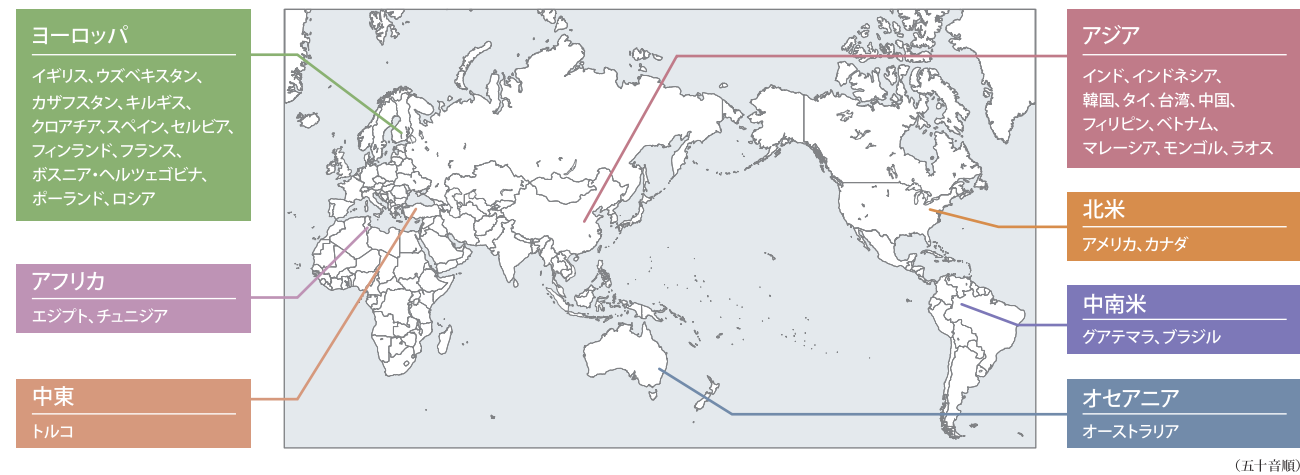 ヨーロッパ
イギリス、ウズベキスタン、
カザフスタン、キルギス、
クロアチア、スペイン、セルビア、
フィンランド、フランス、
ボスニア・ヘルツェゴビナ、
ポーランド、ロシア
アフリカ
エジプト、チュニジア
中東
トルコ
アジア
インド、インドネシア、
韓国、タイ、台湾、中国、
フィリピン、ベトナム、
マレーシア、モンゴル、ラオス
北米
アメリカ、カナダ
中南米
グアテマラ、ブラジル
オセアニア
オーストラリア
（五十音順）